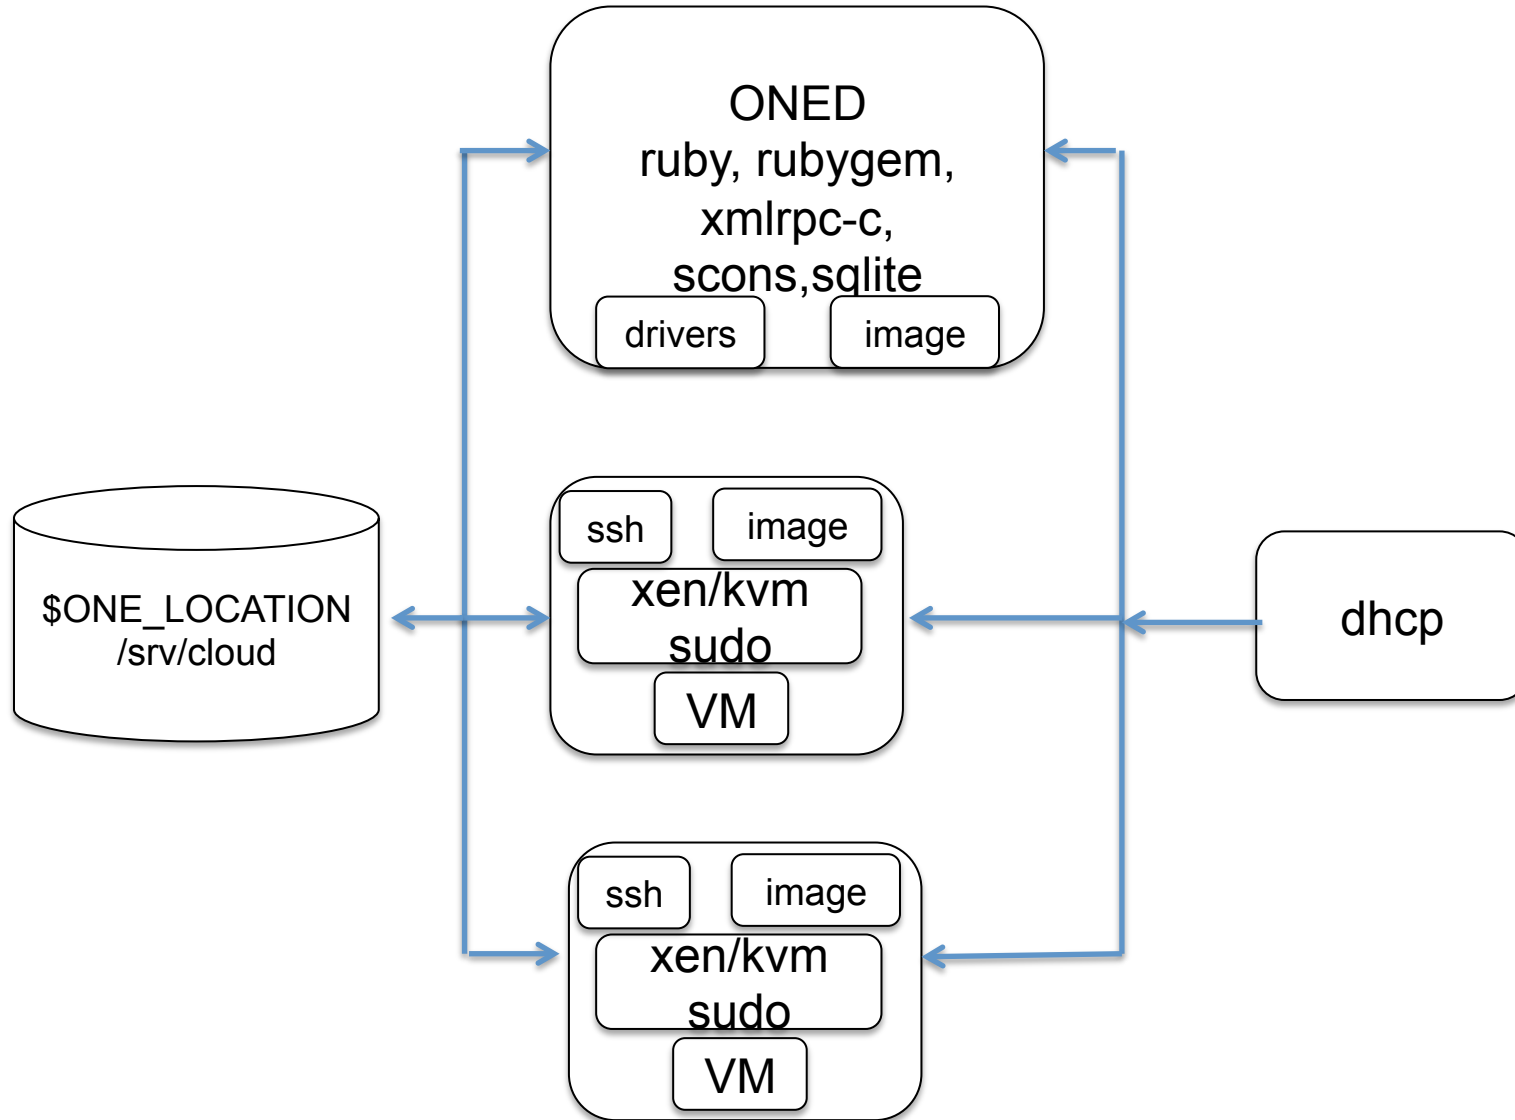 ONED
ruby, rubygem,
xmlrpc-c,
scons,sqlite
drivers
image
$ONE_LOCATION
/srv/cloud
ssh
image
xen/kvm
sudo
VM
dhcp
ssh
image
xen/kvm
sudo
VM